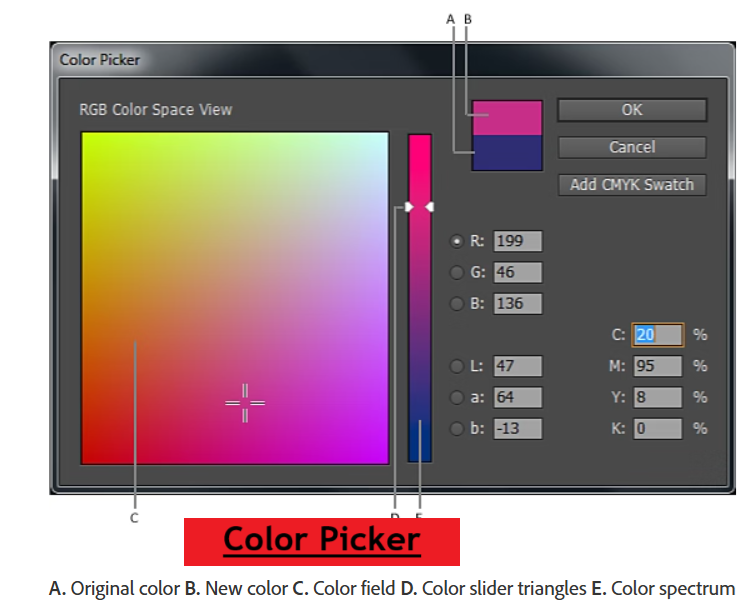 A B
Color Picker
RGB Color Space View
OK
Cancel
Add CMYK Swatch
R: 199
G: 46
B: 136
C: 20 %
L: 47 M: 95 %
a: 64 Y: 8 %
b: -13 K: 0 %
C D E
Color Picker
A. Original color B. New color C. Color field D. Color slider triangles E. Color spectrum